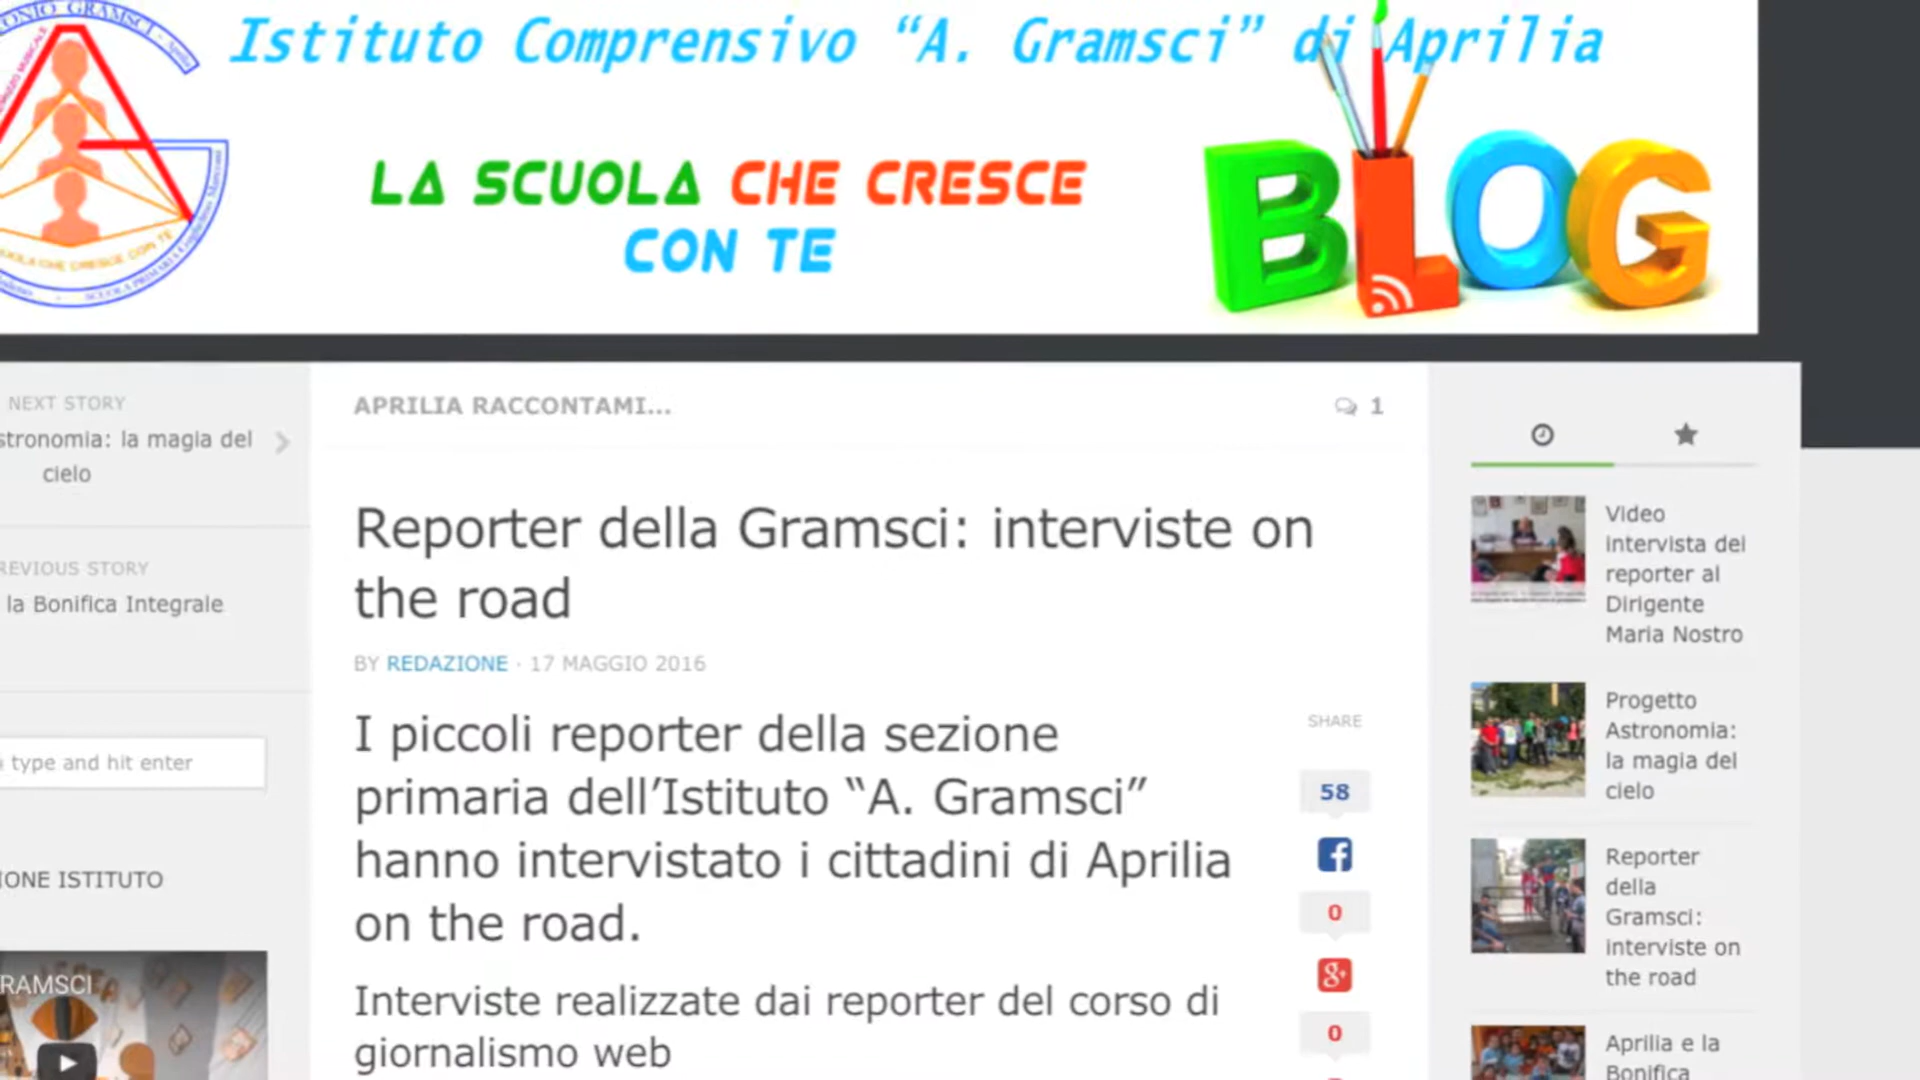 Istituto Comprensivo “A. Gramsci” di Aprilia
LA SCUOLA CHE CRESCE
CON TE
BLOG
NEXT STORY
stronomia: la magia del
cielo
REVIOUS STORY
la Bonifica Integrale
type and hit enter
IONE ISTITUTO
RAMSCI
APRILIA RACCONTAMI...
1
Reporter della Gramsci: interviste on
the road
BY REDAZIONE · 17 MAGGIO 2016
I piccoli reporter della sezione
primaria dell’Istituto “A. Gramsci”
hanno intervistato i cittadini di Aprilia
on the road.
Interviste realizzate dai reporter del corso di
giornalismo web
SHARE
58
0
0
Video
intervista dei
reporter al
Dirigente
Maria Nostro
Progetto
Astronomia:
la magia del
cielo
Reporter
della
Gramsci:
interviste on
the road
Aprilia e la
Bonifica